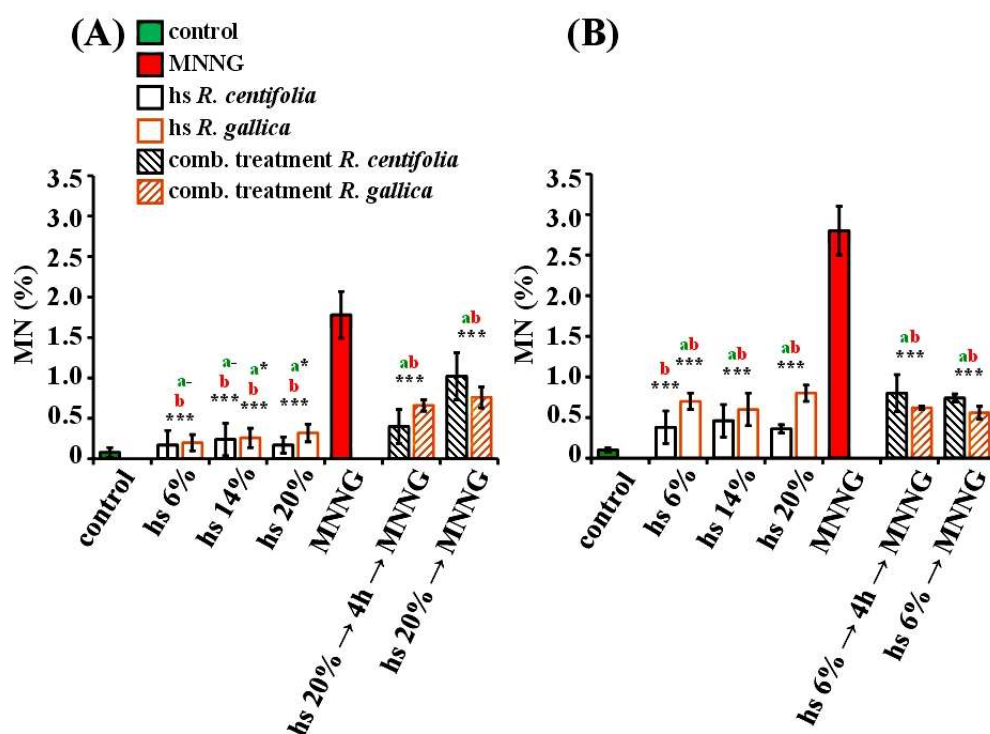 (A)
control
MNNG
hs R. centifolia
hs R. gallica
comb. treatment R. centifolia
comb. treatment R. gallica
MN (%)
3.5
3.0
2.5
2.0
1.5
1.0
0.5
0
a-
b
***
a-
b
***
a*
b
***
a*
b
***
ab
***
ab
***
control
hs 6%
hs 14%
hs 20%
MNNG
hs 20% → 4h → MNNG
hs 20% → MNNG
(B)
MN (%)
3.5
3.0
2.5
2.0
1.5
1.0
0.5
0
b
***
ab
***
ab
***
ab
***
ab
***
ab
***
control
hs 6%
hs 14%
hs 20%
MNNG
hs 6% → 4h → MNNG
hs 6% → MNNG